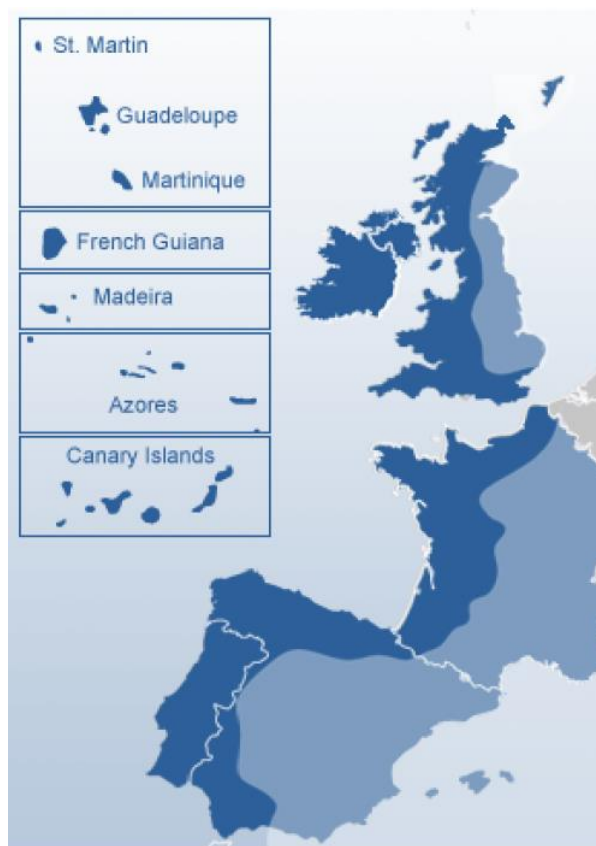 St. Martin
Guadeloupe
Martinique
French Guiana
Madeira
Azores
Canary Islands